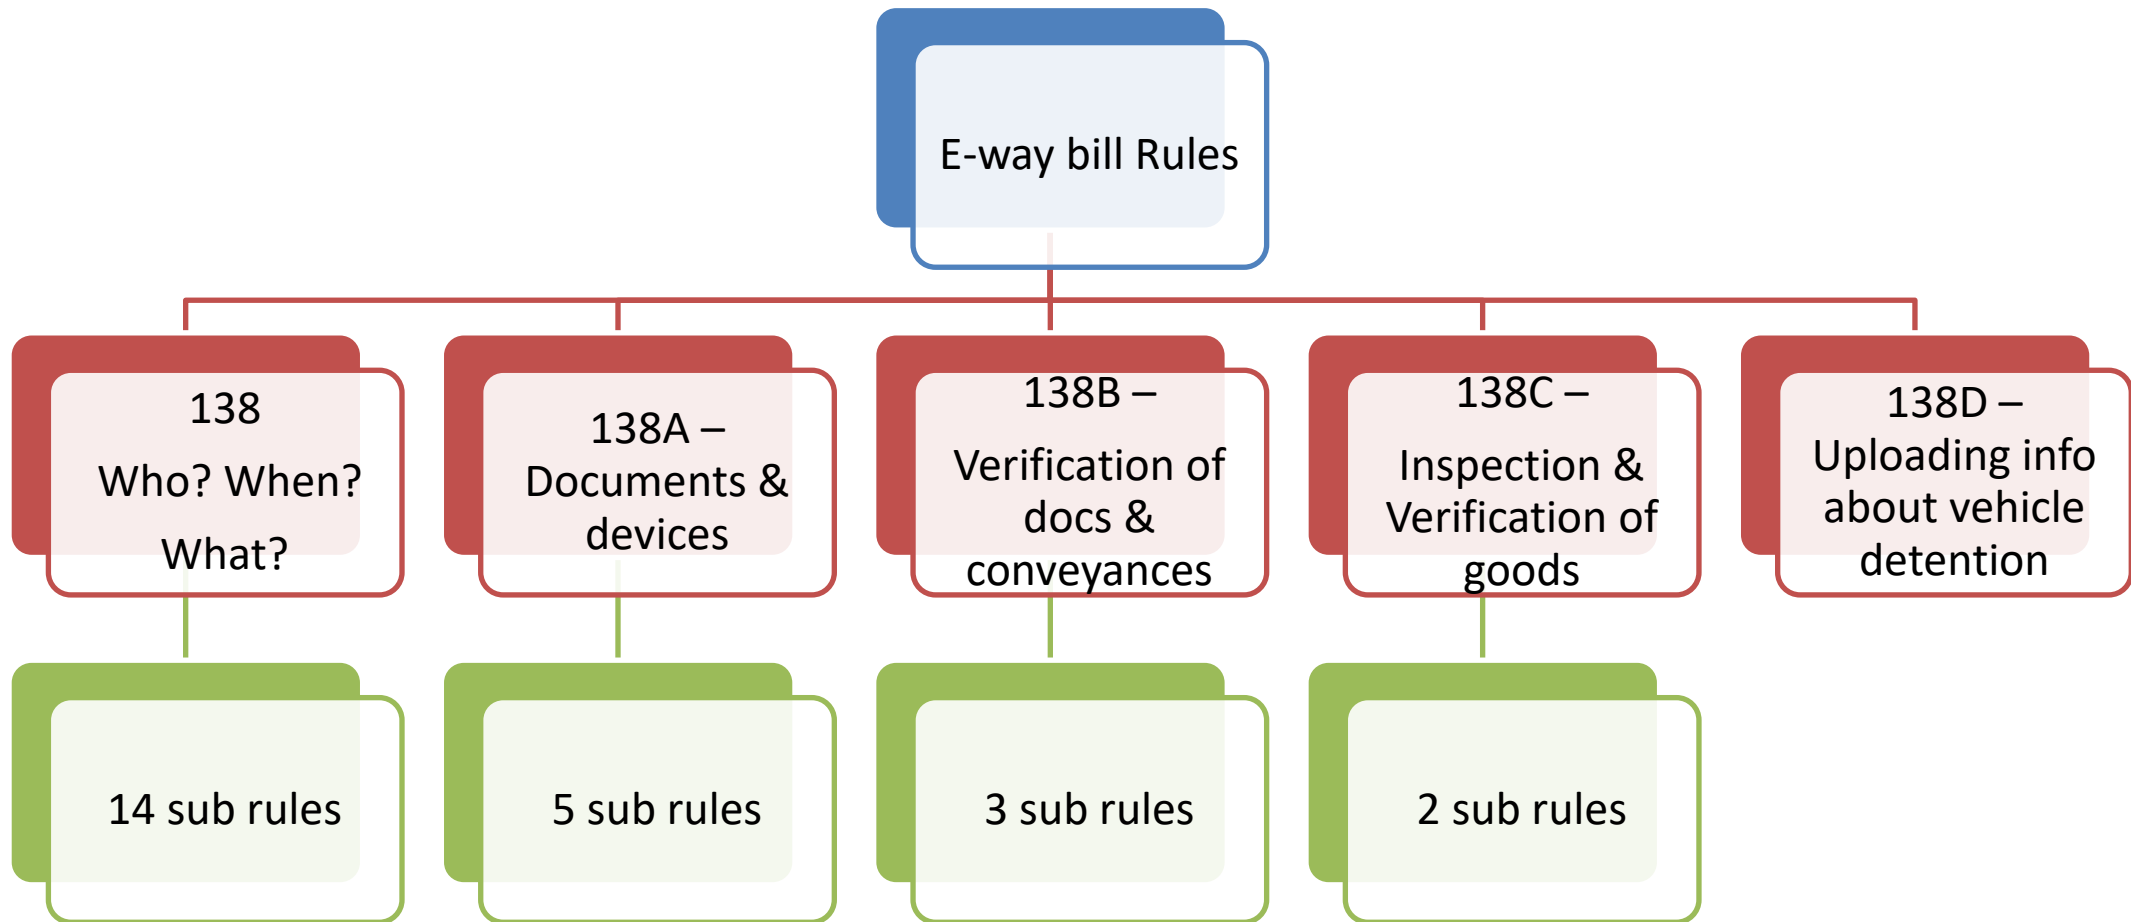 E-way bill Rules
138
Who? When?
What?
138A –
Documents &
devices
138B –
Verification of
docs &
conveyances
138C –
Inspection &
Verification of
goods
138D –
Uploading info
about vehicle
detention
14 sub rules
5 sub rules
3 sub rules
2 sub rules